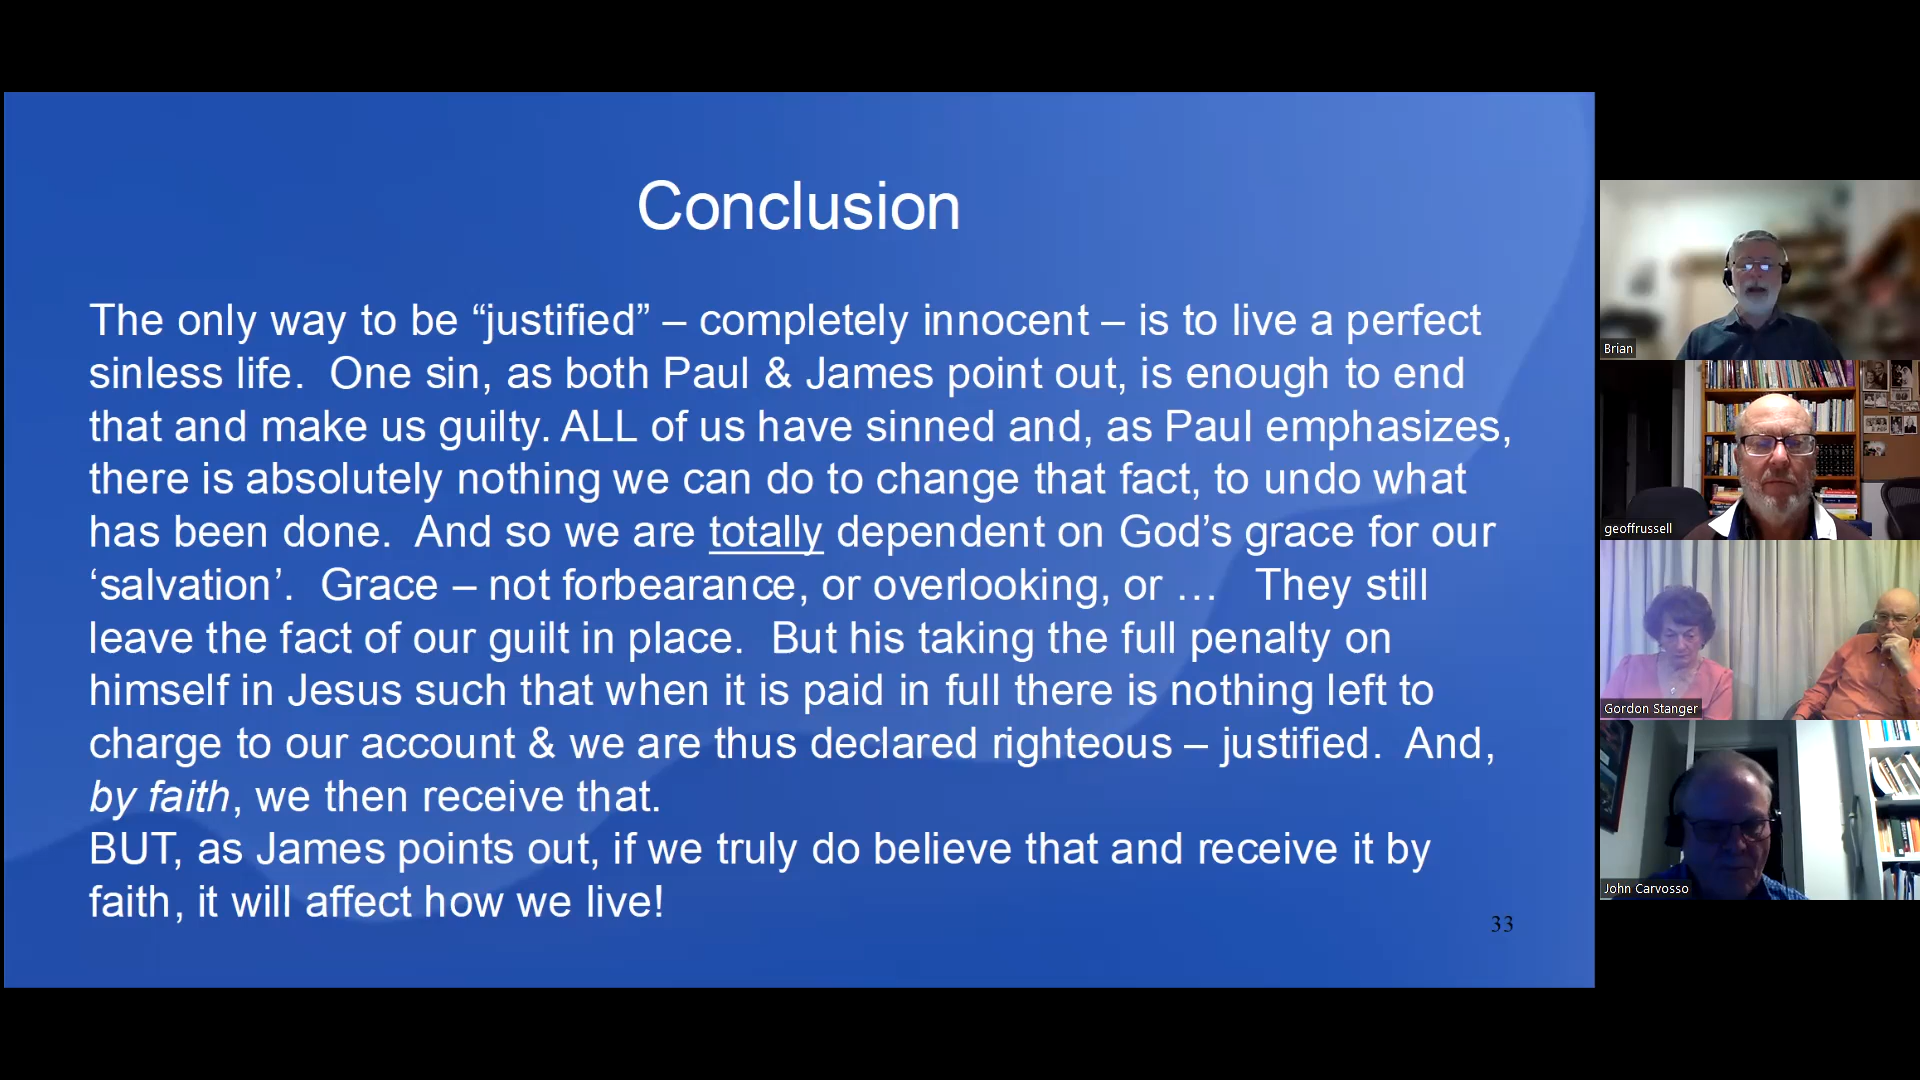 Conclusion
The only way to be “justified” – completely innocent – is to live a perfect
sinless life.  One sin, as both Paul & James point out, is enough to end
that and make us guilty. ALL of us have sinned and, as Paul emphasizes,
there is absolutely nothing we can do to change that fact, to undo what
has been done.  And so we are totally dependent on God’s grace for our
‘salvation’.  Grace – not forbearance, or overlooking, or …   They still
leave the fact of our guilt in place.  But his taking the full penalty on
himself in Jesus such that when it is paid in full there is nothing left to
charge to our account & we are thus declared righteous – justified.  And,
by faith, we then receive that.
BUT, as James points out, if we truly do believe that and receive it by
faith, it will affect how we live!
33
Brian
geoffrussell
Gordon Stanger
John Carvosso